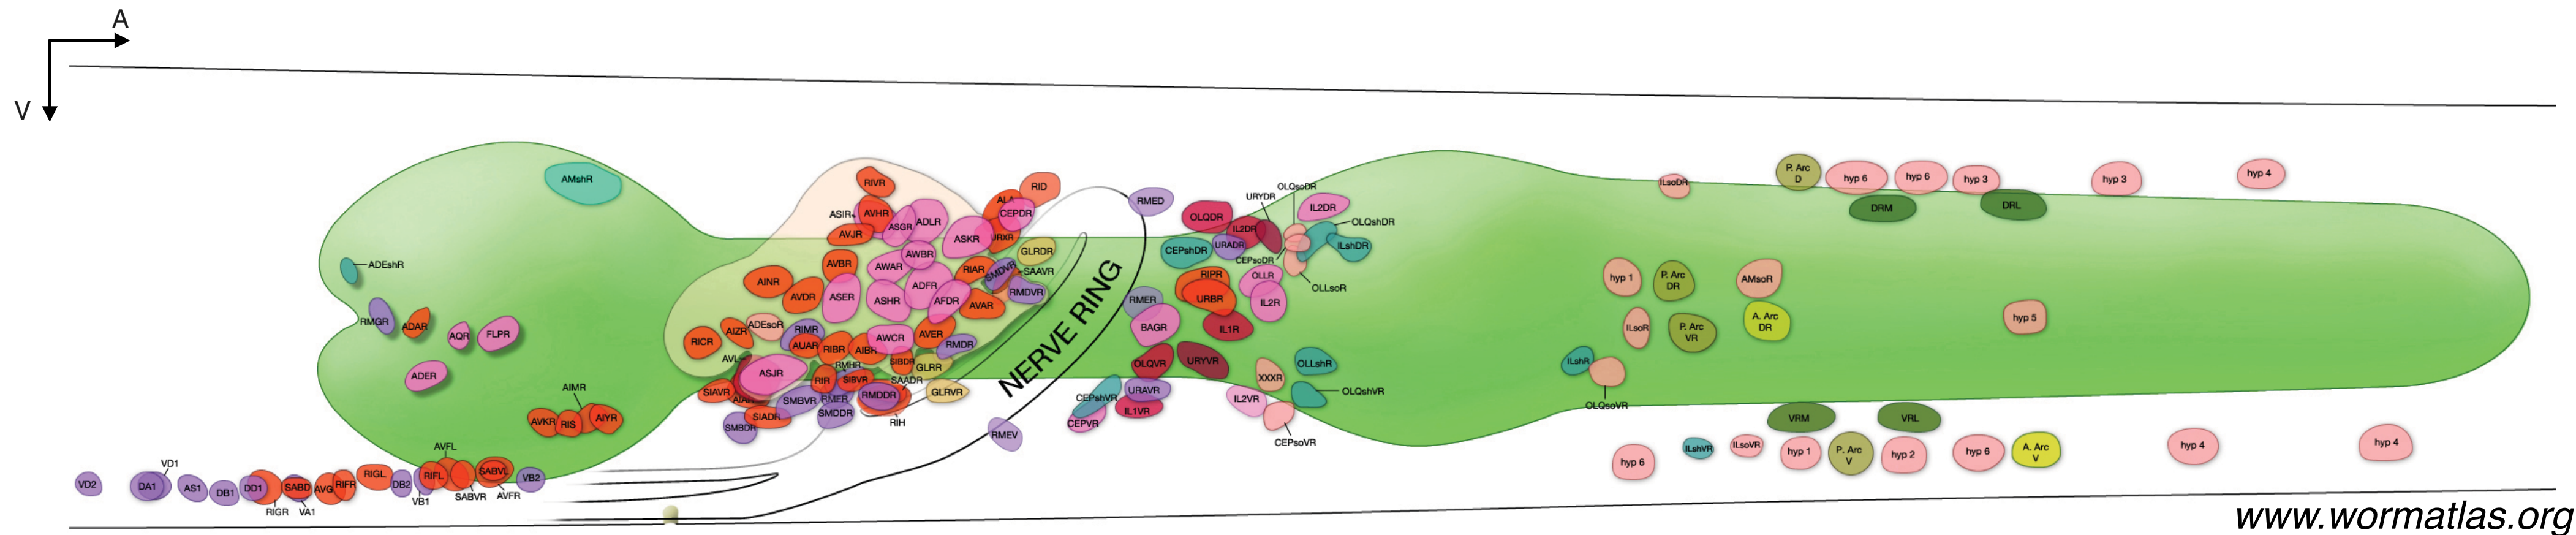 A
V
AMshR
ADEshR
RMGR
ADAR
AQR
FLPR
ADER
AIMR
AVKR
RIS
AIYR
AVFL
VD2
VD1
DA1
AS1
DB1
DD1
RIGR
SABD
VA1
AVG
RIFR
RIGL
DB2
VB1
RIFL
SABVR
SABVL
AVFR
VB2
RIVR
ASIR
AVHR
ASGR
ADLR
AVJR
ALA
RID
CEPDR
ASKR
URXR
GLRDR
AWBR
AVBR
AWAR
RIAR
SMDVR
SAAVR
AINR
AVDR
ASER
ASHR
ADFR
AFDR
AVAR
RMDVR
RICR
AIZR
ADEsoR
RIMR
AUAR
RIBR
AIBR
AWCR
AVER
RMDR
AVL
ASJR
RMHR
SIBDR
GLRR
SIAVR
RIR
SIBVR
SAADR
RMDDR
GLRVR
SMBVR
RMFR
SMDDR
SIADR
SMBDR
RIH
NERVE RING
RMED
RMEV
OLQDR
URYDR
OLQsoDR
IL2DR
IL2DR
OLQshDR
CEPshDR
URADR
ILshDR
CEPsoDR
OLLsoR
RIPR
OLLR
RMER
URBR
IL2R
BAGR
IL1R
OLQVR
URYVR
OLLshR
XXXR
CEPshVR
URAVR
IL2VR
OLQshVR
CEPVR
IL1VR
CEPsoVR
ILsoDR
P. Arc
D
hyp 6
hyp 6
hyp 3
hyp 3
hyp 4
DRM
DRL
hyp 1
P. Arc
DR
AMsoR
ILsoR
P. Arc
VR
A. Arc
DR
hyp 5
ILshR
OLQsoVR
VRM
VRL
hyp 6
ILshVR
ILsoVR
hyp 1
P. Arc
V
hyp 2
hyp 6
A. Arc
V
hyp 4
hyp 4
www.wormatlas.org